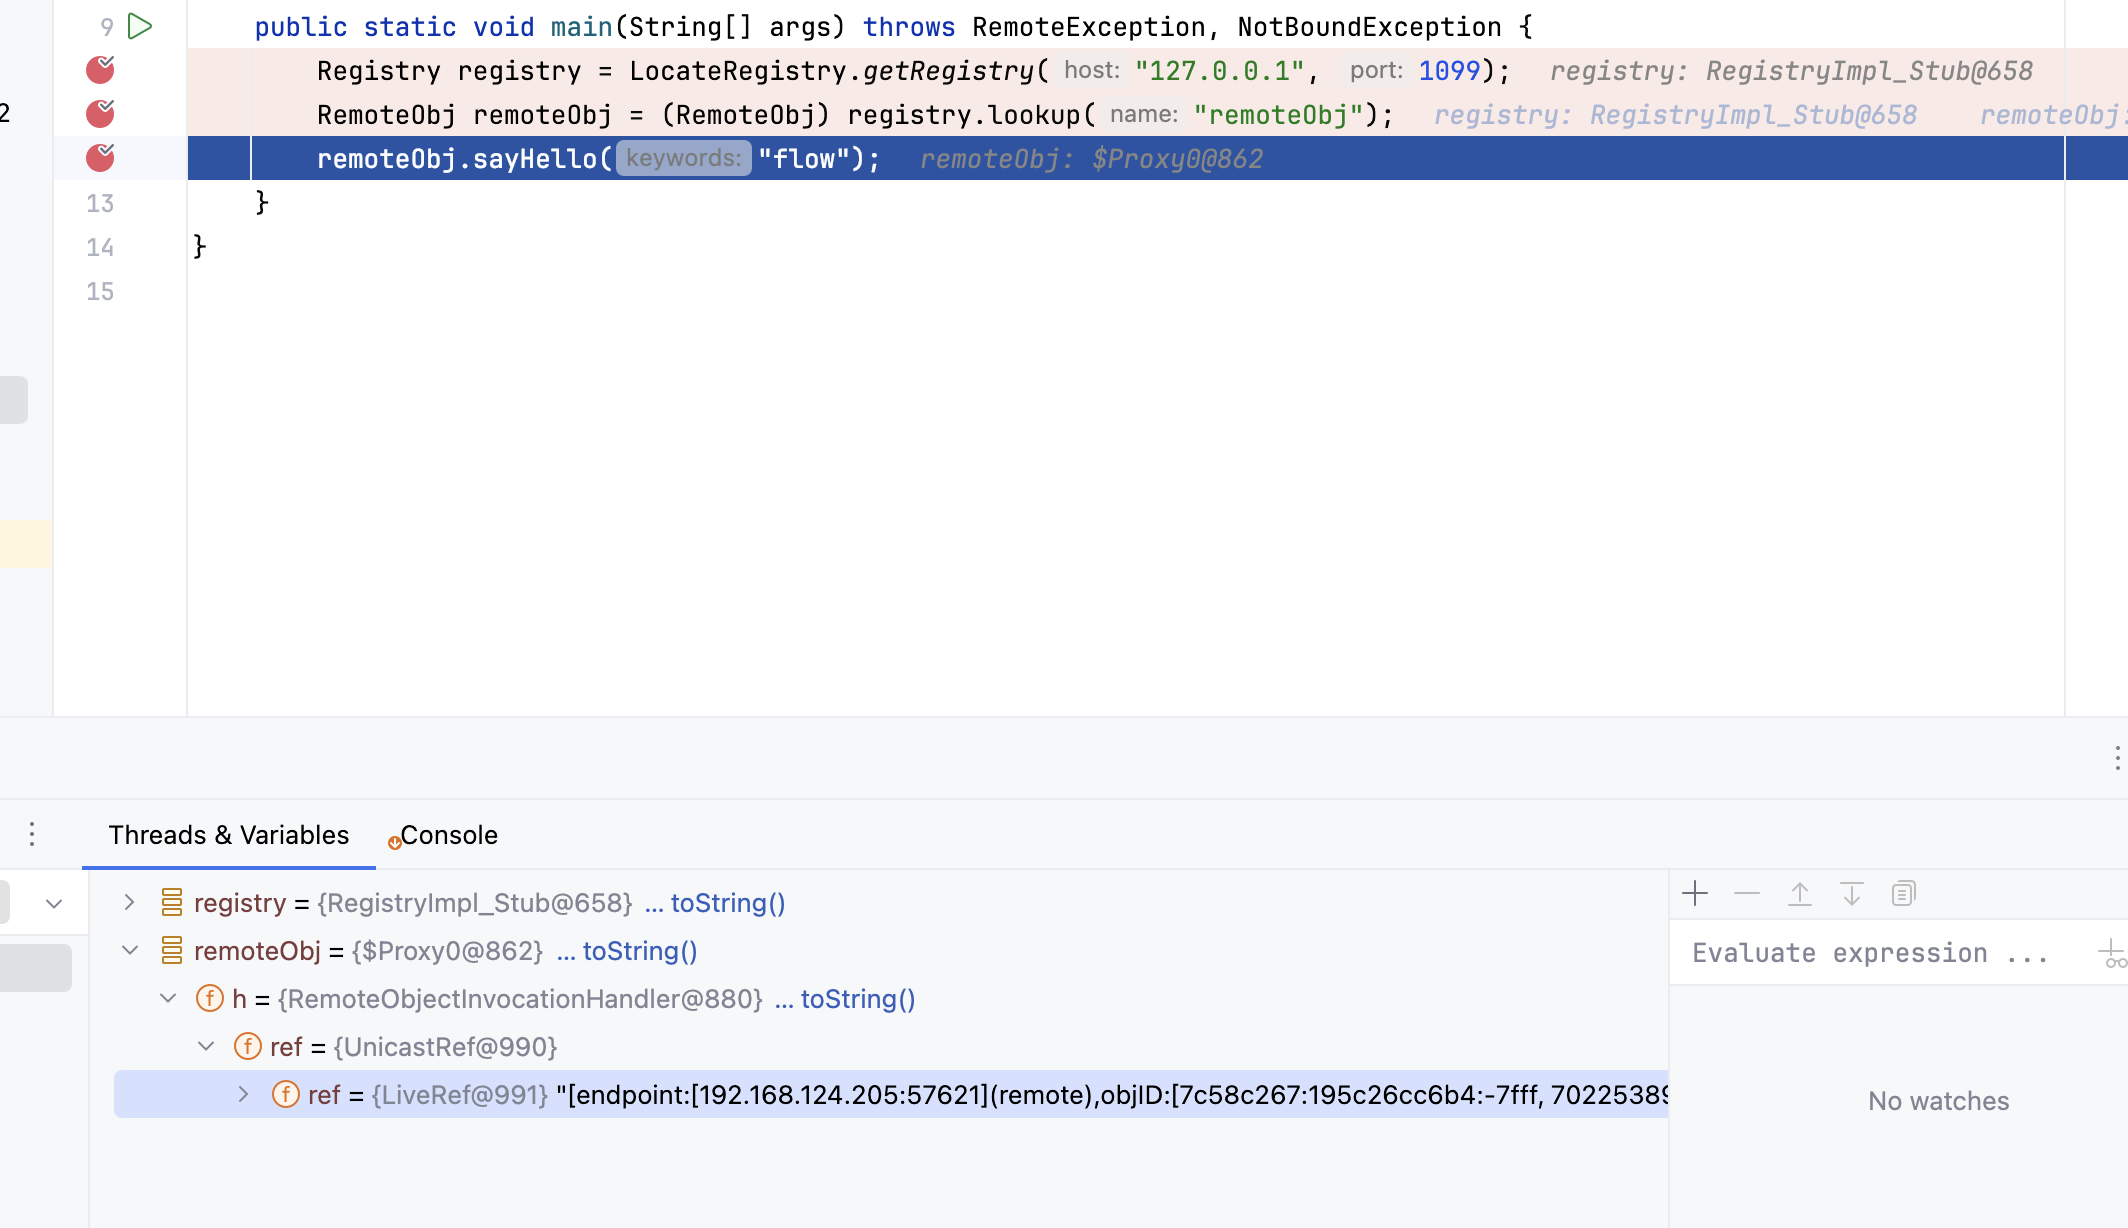 9 public static void main(String[] args) throws RemoteException, NotBoundException {
Registry registry = LocateRegistry.getRegistry( host: "127.0.0.1", port: 1099); registry: RegistryImpl_Stub@658
2 RemoteObj remoteObj = (RemoteObj) registry.lookup( name: "remoteObj"); registry: RegistryImpl_Stub@658 remoteObj:
remoteObj.sayHello( keywords: "flow"); remoteObj: $Proxy0@862
13 }
14 }
15
Threads & Variables Console
registry = {RegistryImpl_Stub@658} ... toString()
remoteObj = {$Proxy0@862} ... toString()
Evaluate expression ...
h = {RemoteObjectInvocationHandler@880} ... toString()
ref = {UnicastRef@990}
ref = {LiveRef@991} "[endpoint:[192.168.124.205:57621](remote),objID:[7c58c267:195c26cc6b4:-7fff, 70225389
No watches